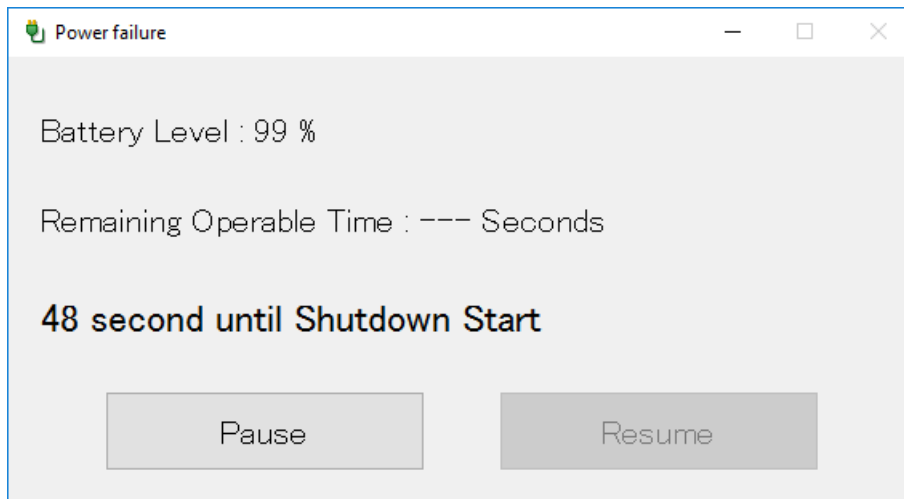 Power failure
Battery Level : 99 %
Remaining Operable Time : --- Seconds
48 second until Shutdown Start
Pause
Resume